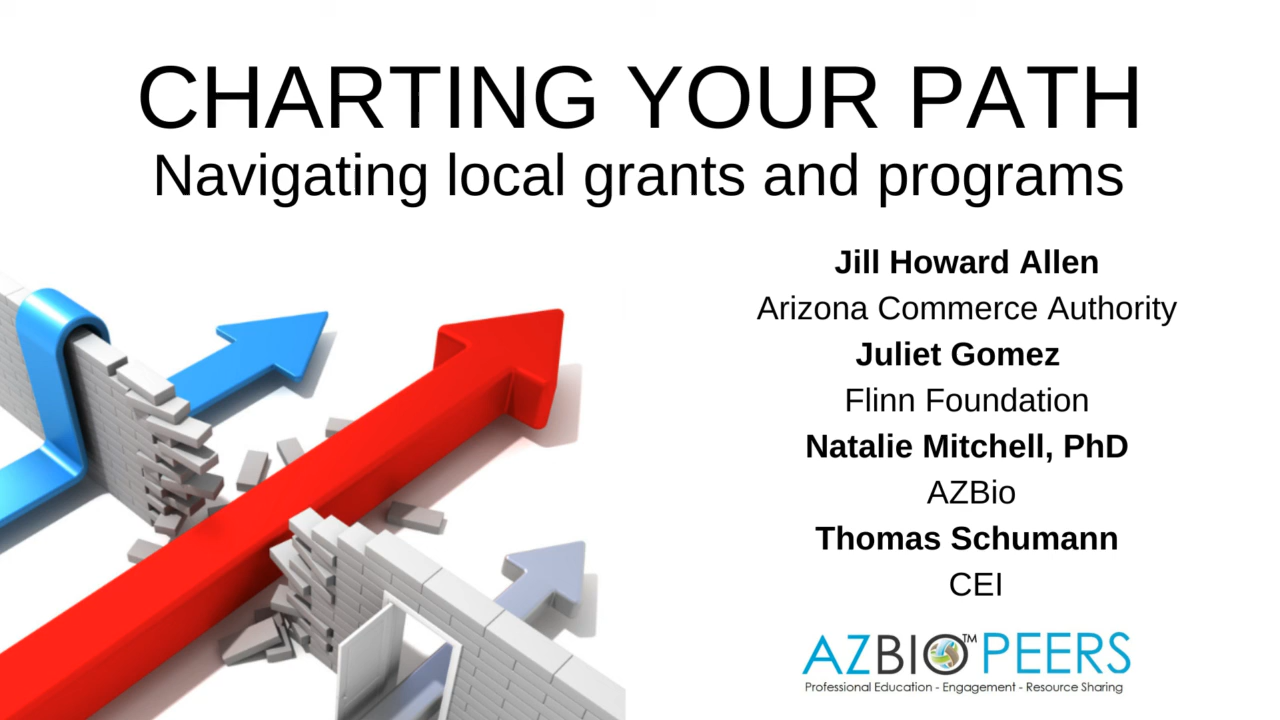 CHARTING YOUR PATH
Navigating local grants and programs
Jill Howard Allen
Arizona Commerce Authority
Juliet Gomez
Flinn Foundation
Natalie Mitchell, PhD
AZBio
Thomas Schumann
CEI
AZBIO™PEERS
Professional Education - Engagement - Resource Sharing